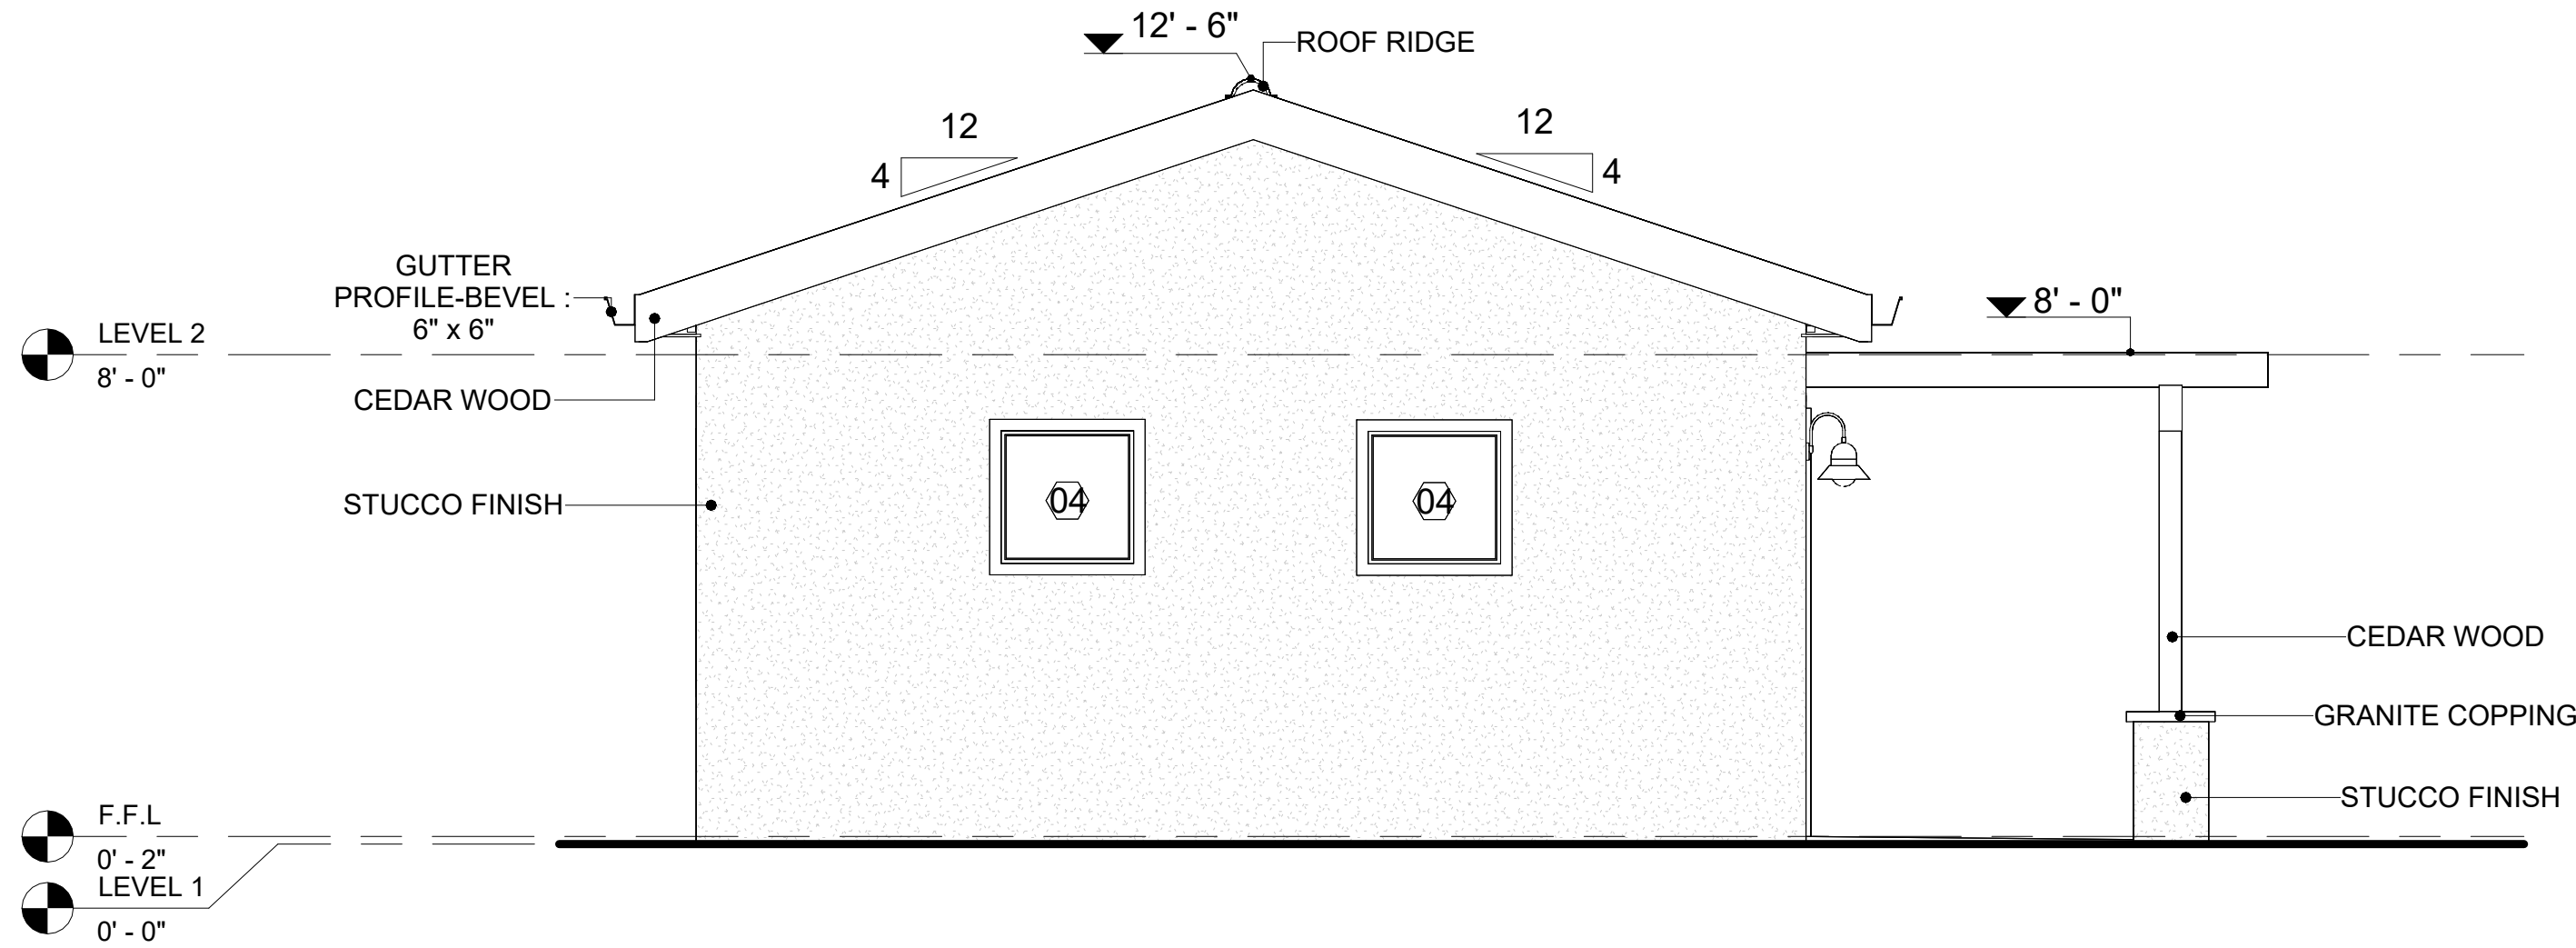 12' - 6"
ROOF RIDGE
12
4
12
4
GUTTER
PROFILE-BEVEL :
6" x 6"
8' - 0"
LEVEL 2
8' - 0"
CEDAR WOOD
STUCCO FINISH
04
04
CEDAR WOOD
GRANITE COPPING
STUCCO FINISH
F.F.L
0' - 2"
LEVEL 1
0' - 0"